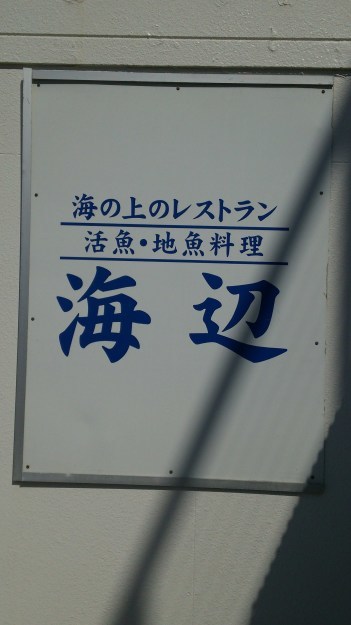 海の上のレストラン
活魚・地魚料理
海辺